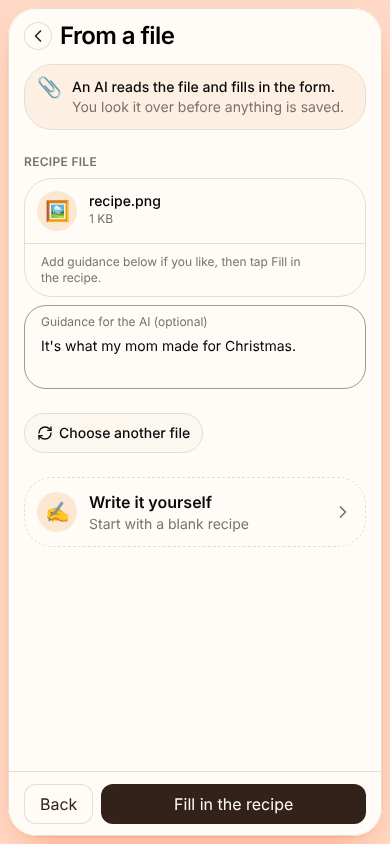 From a file
An AI reads the file and fills in the form.
You look it over before anything is saved.
RECIPE FILE
recipe.png
1 KB
Add guidance below if you like, then tap Fill in
the recipe.
Guidance for the AI (optional)
It's what my mom made for Christmas.
Choose another file
Write it yourself
Start with a blank recipe
Back
Fill in the recipe